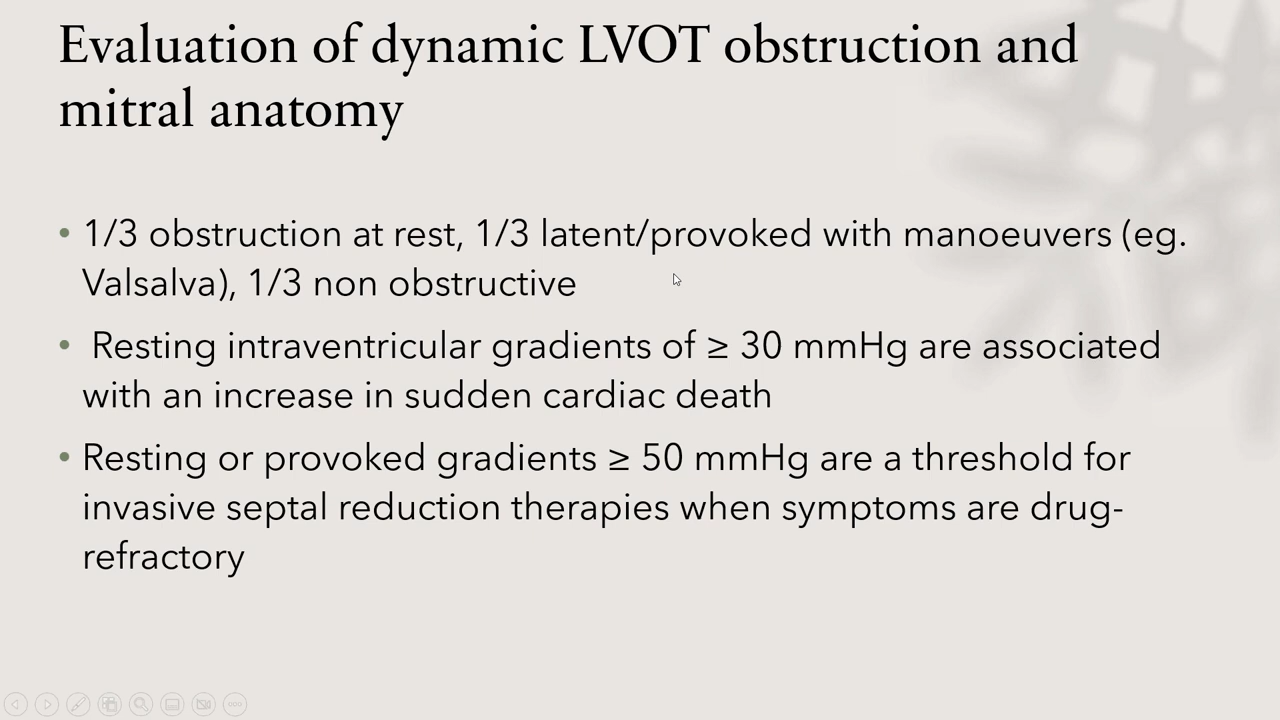 Evaluation of dynamic LVOT obstruction and
mitral anatomy
• 1/3 obstruction at rest, 1/3 latent/provoked with manoeuvers (eg.
Valsalva), 1/3 non obstructive
• Resting intraventricular gradients of ≥ 30 mmHg are associated
with an increase in sudden cardiac death
• Resting or provoked gradients ≥ 50 mmHg are a threshold for
invasive septal reduction therapies when symptoms are drug-
refractory